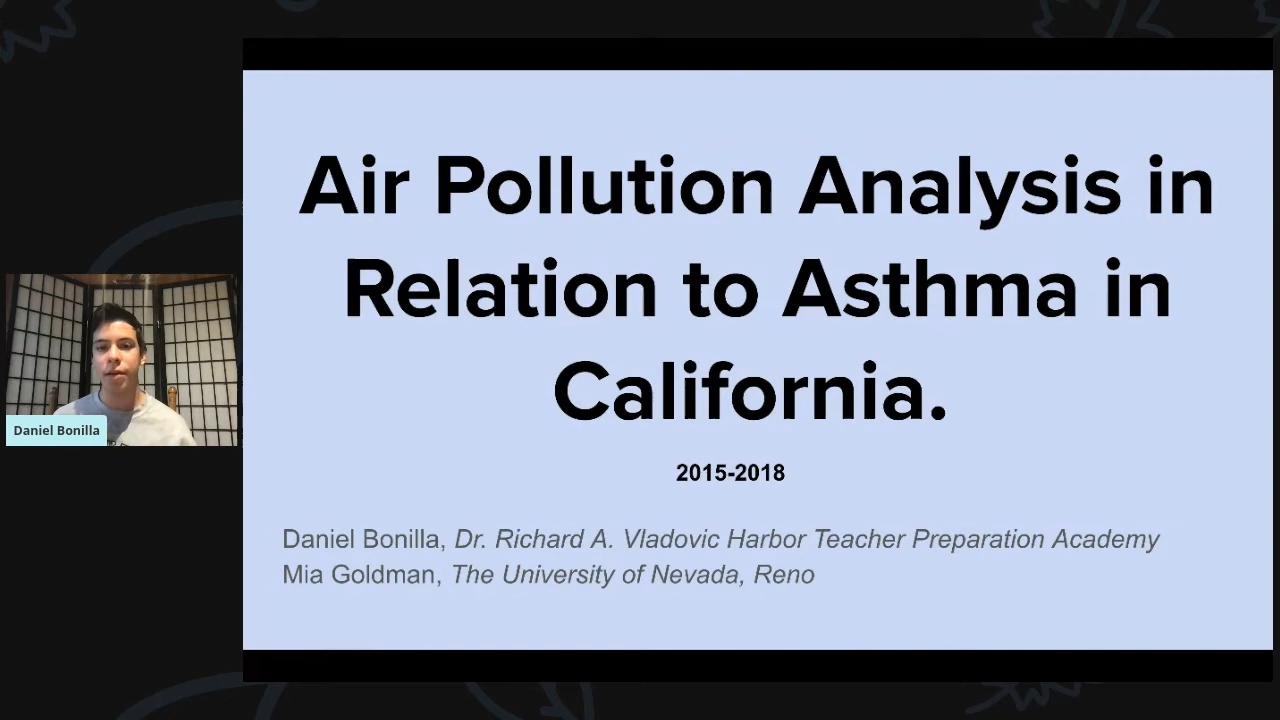 Air Pollution Analysis in
Relation to Asthma in
California.
2015-2018
Daniel Bonilla, Dr. Richard A. Vladovic Harbor Teacher Preparation Academy
Mia Goldman, The University of Nevada, Reno
Daniel Bonilla